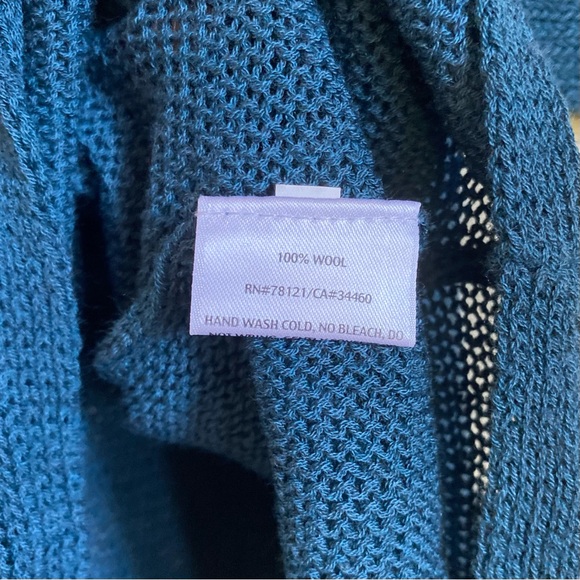 100% WOOL
RN#78121/CA#34460
HAND WASH COLD, NO BLEACH, DO